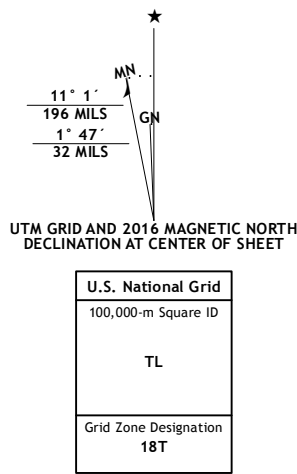 ★
MN
GN
11° 1´
196 MILS
1° 47´
32 MILS
UTM GRID AND 2016 MAGNETIC NORTH
DECLINATION AT CENTER OF SHEET
U.S. National Grid
100,000-m Square ID
TL
Grid Zone Designation
18T